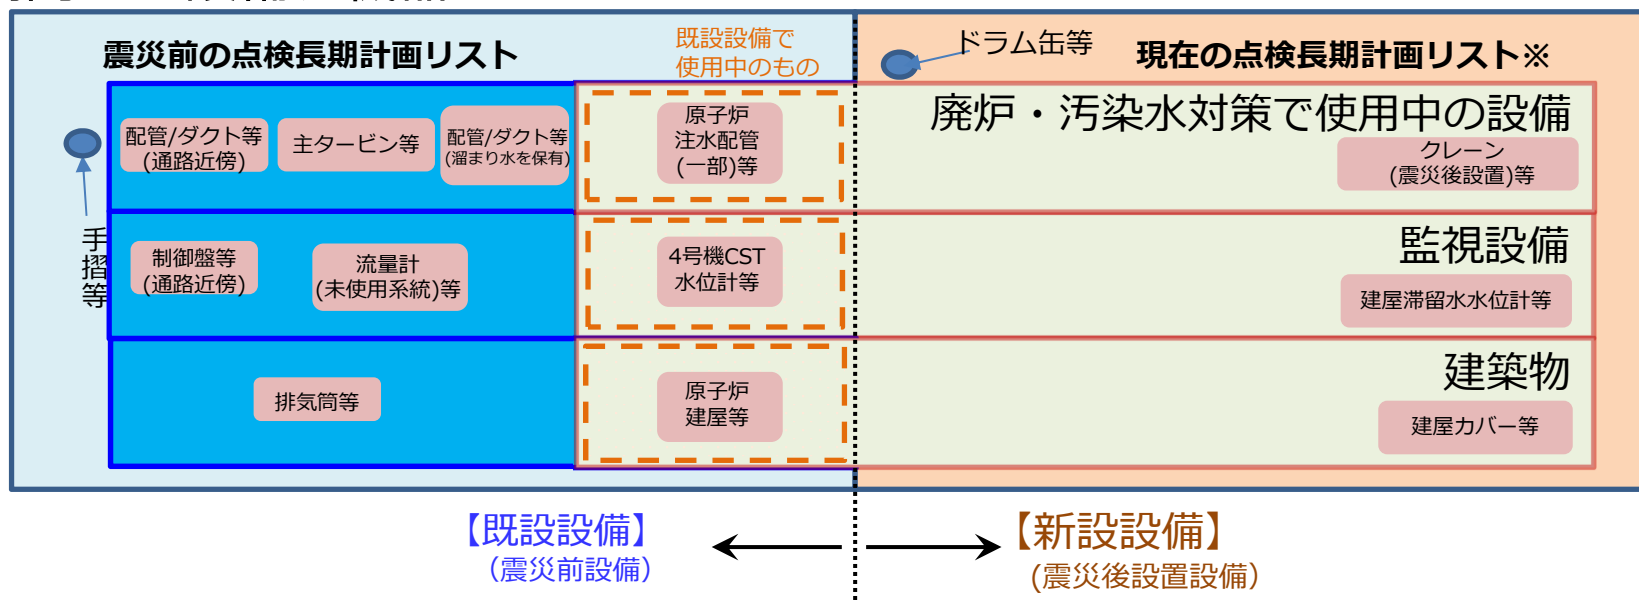 震災前の点検長期計画リスト
既設設備で
使用中のもの
ドラム缶等
現在の点検長期計画リスト※
廃炉・汚染水対策で使用中の設備
配管/ダクト等
(通路近傍)
主タービン等
配管/ダクト等
(溜まり水を保有)
原子炉
注水配管
(一部)等
クレーン
(震災後設置)等
手摺等
監視設備
制御盤等
(通路近傍)
流量計
(未使用系統)等
4号機CST
水位計等
建屋滞留水水位計等
建築物
排気筒等
原子炉
建屋等
建屋カバー等
【既設設備】
（震災前設備）
【新設設備】
(震災後設置設備）